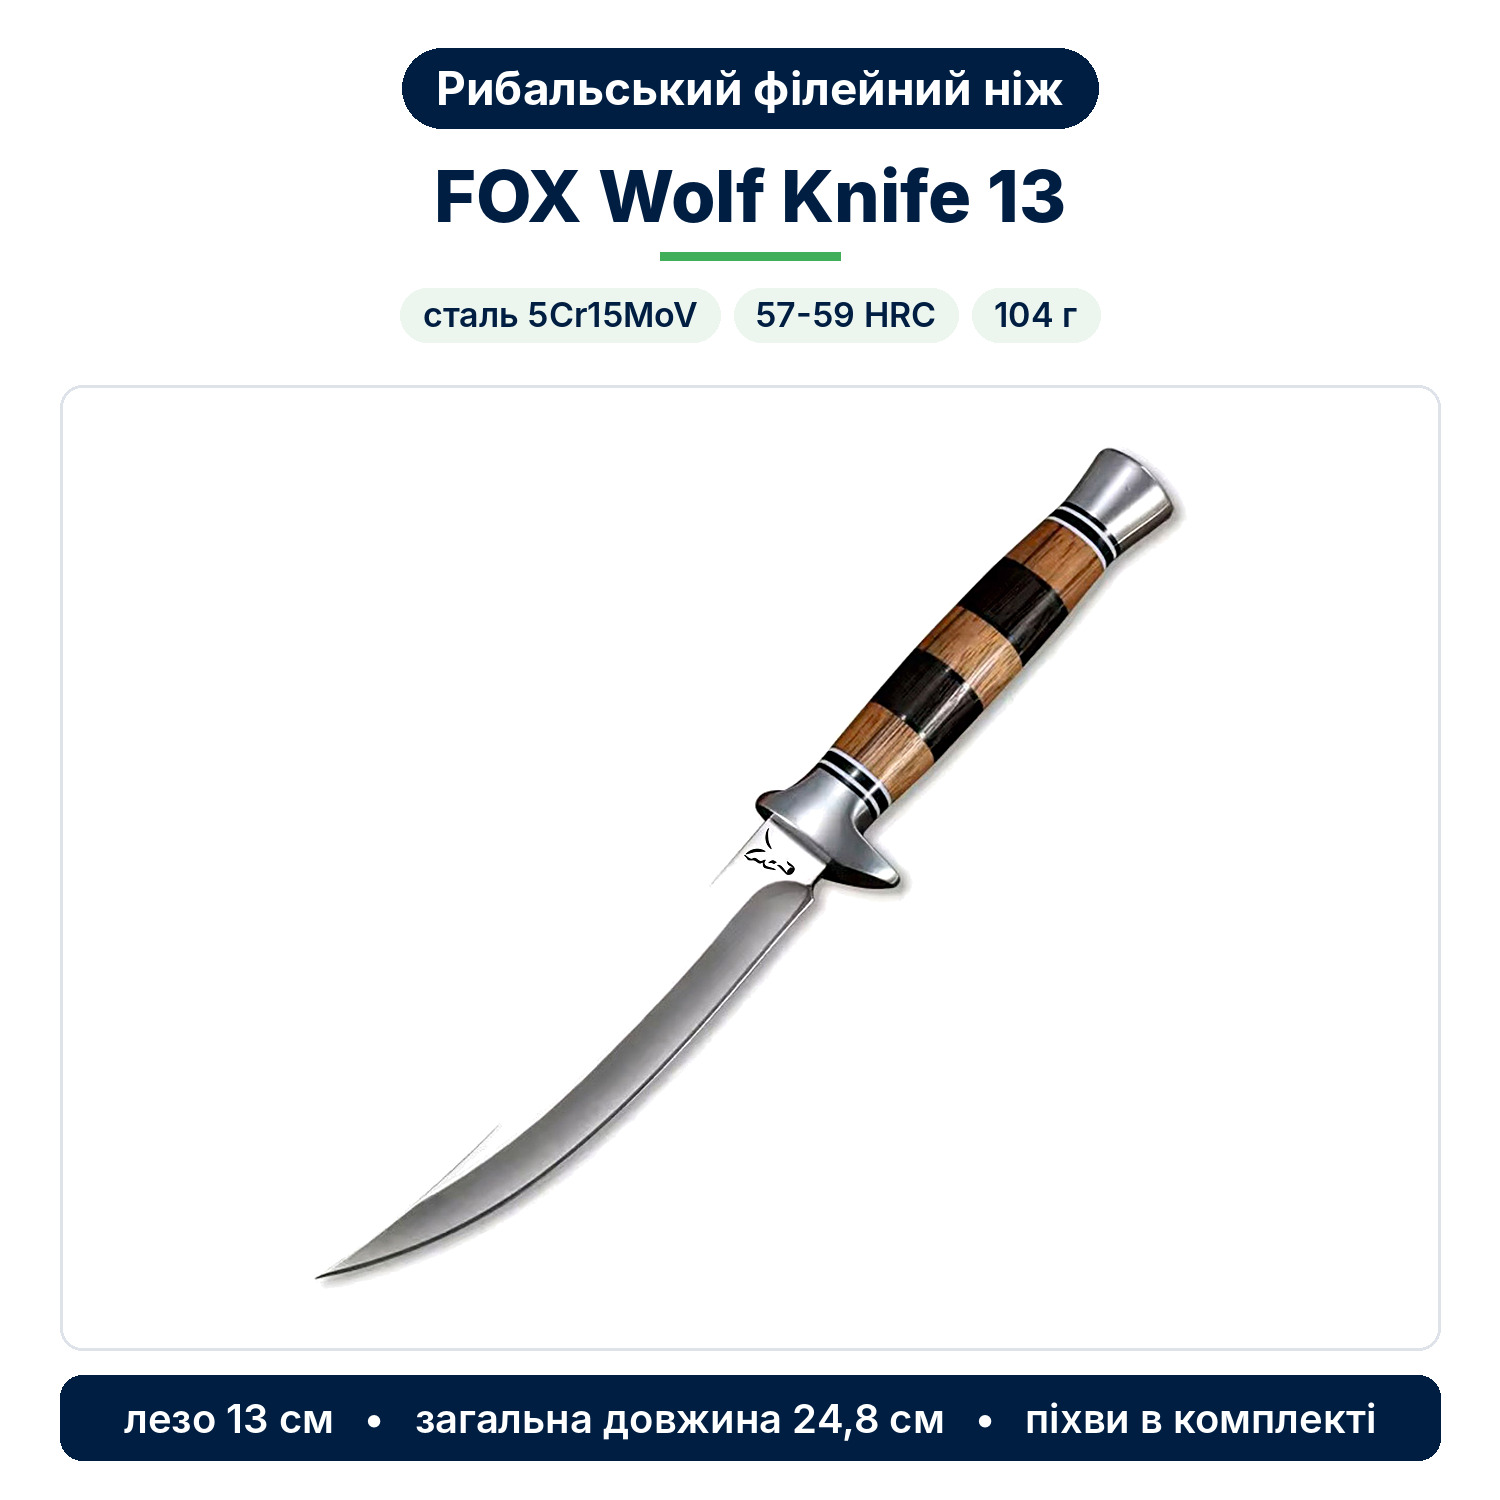 Рибальський філейний ніж
FOX Wolf Knife 13
сталь 5Cr15MoV 57-59 HRC 104 г
лезо 13 см • загальна довжина 24,8 см • піхви в комплекті